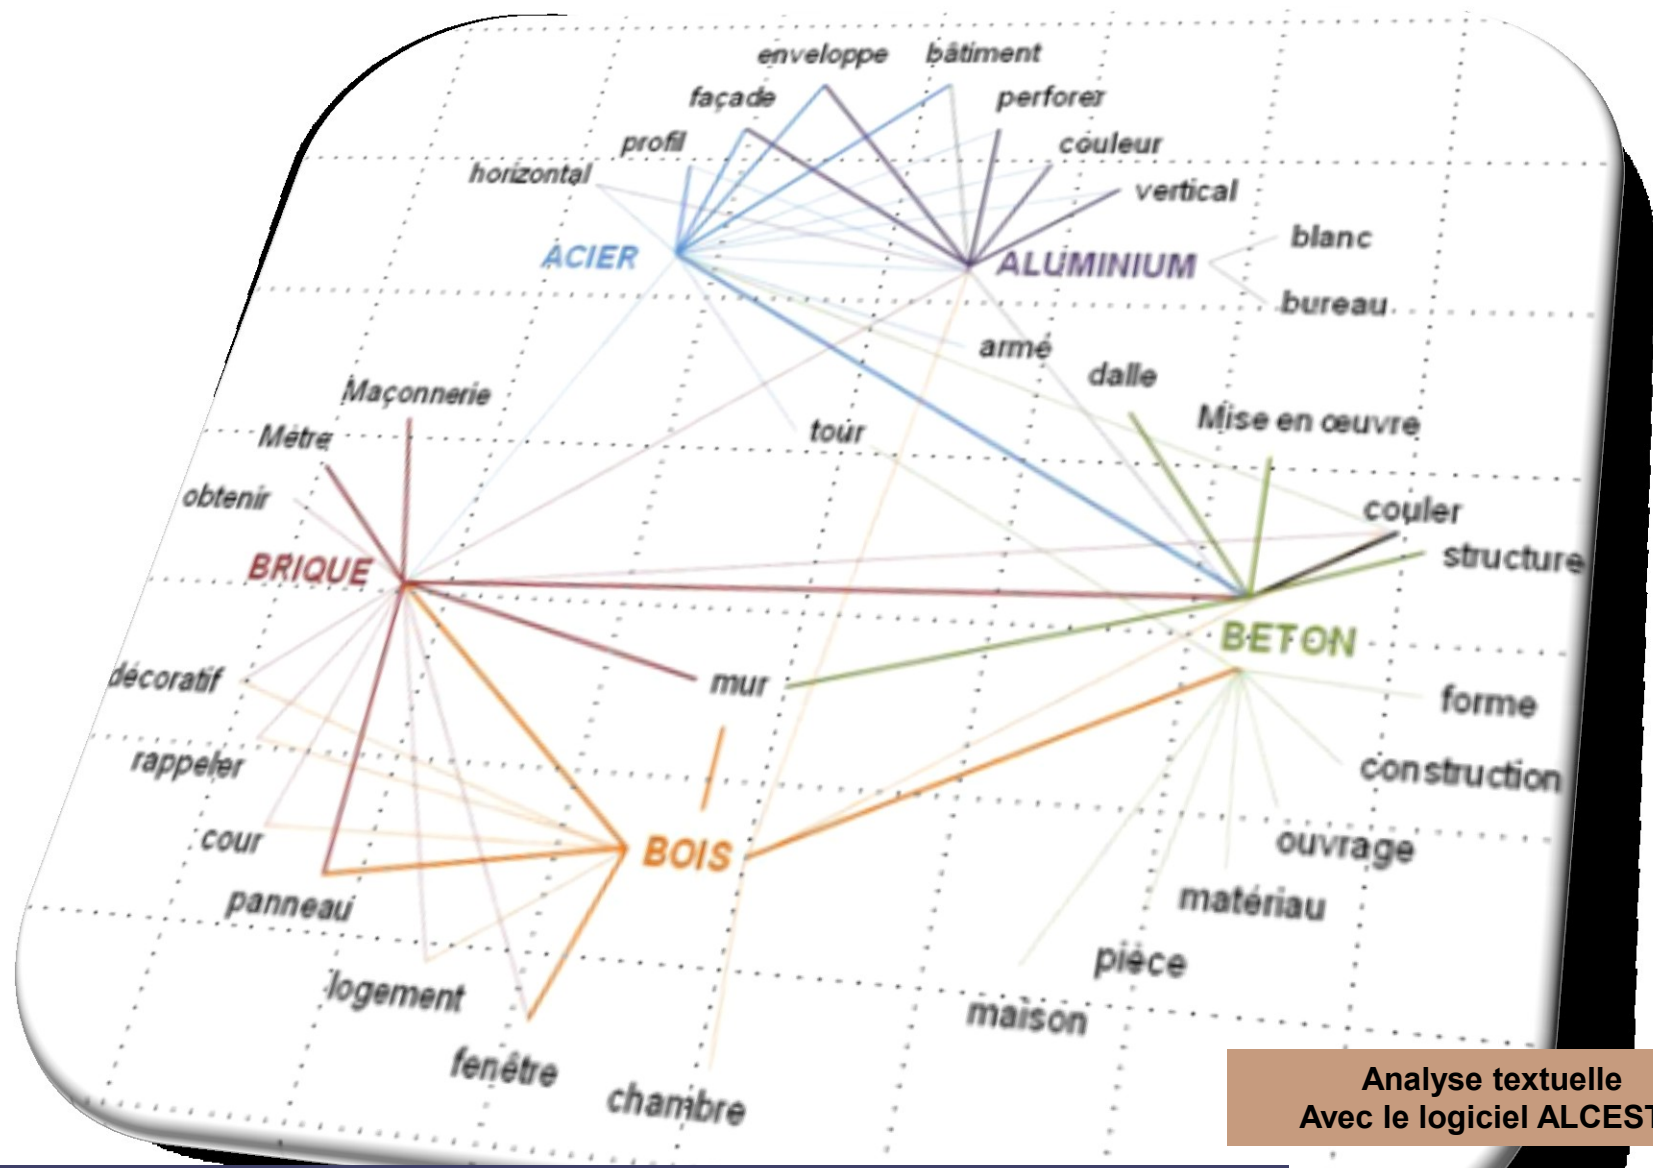 enveloppe bâtiment
façade perforer
profil couleur
horizontal vertical
blanc
ACIER ALUMINIUM
bureau
armé
dalle
Maçonnerie
Mise en œuvre
Mètre tour
obtenir couler
structure
BRIQUE
BETON
décoratif mur
forme
rappeler construction
cour BOIS ouvrage
panneau matériau
pièce
logement
maison
fenêtre
chambre
Analyse textuelle
Avec le logiciel ALCEST